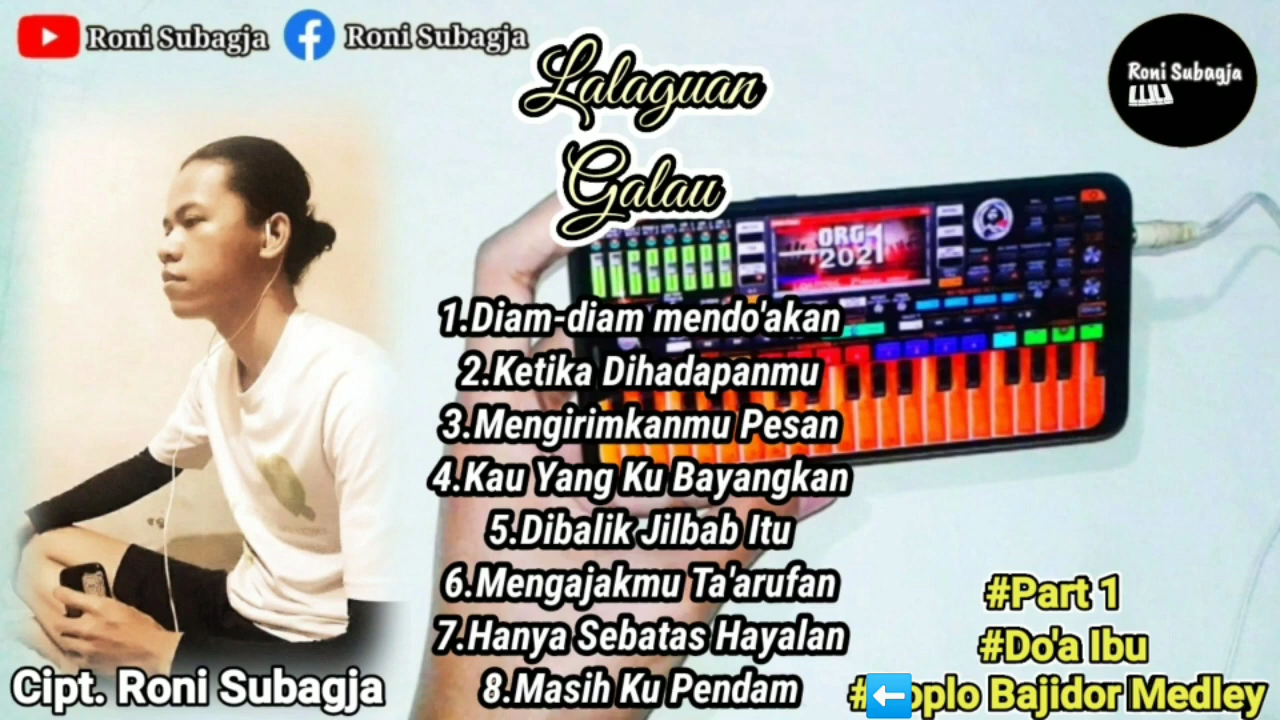 Roni Subagja
Roni Subagja
Lalaguan
Galau
Roni Subagja
ORG
2021
1.Diam-diam mendo'akan
2.Ketika Dihadapanmu
3.Mengirimkanmu Pesan
4.Kau Yang Ku Bayangkan
5.Dibalik Jilbab Itu
6.Mengajakmu Ta'arufan
7.Hanya Sebatas Hayalan
8.Masih Ku Pendam
Cipt. Roni Subagja
#Part 1
#Do'a Ibu
Bajidor Medley